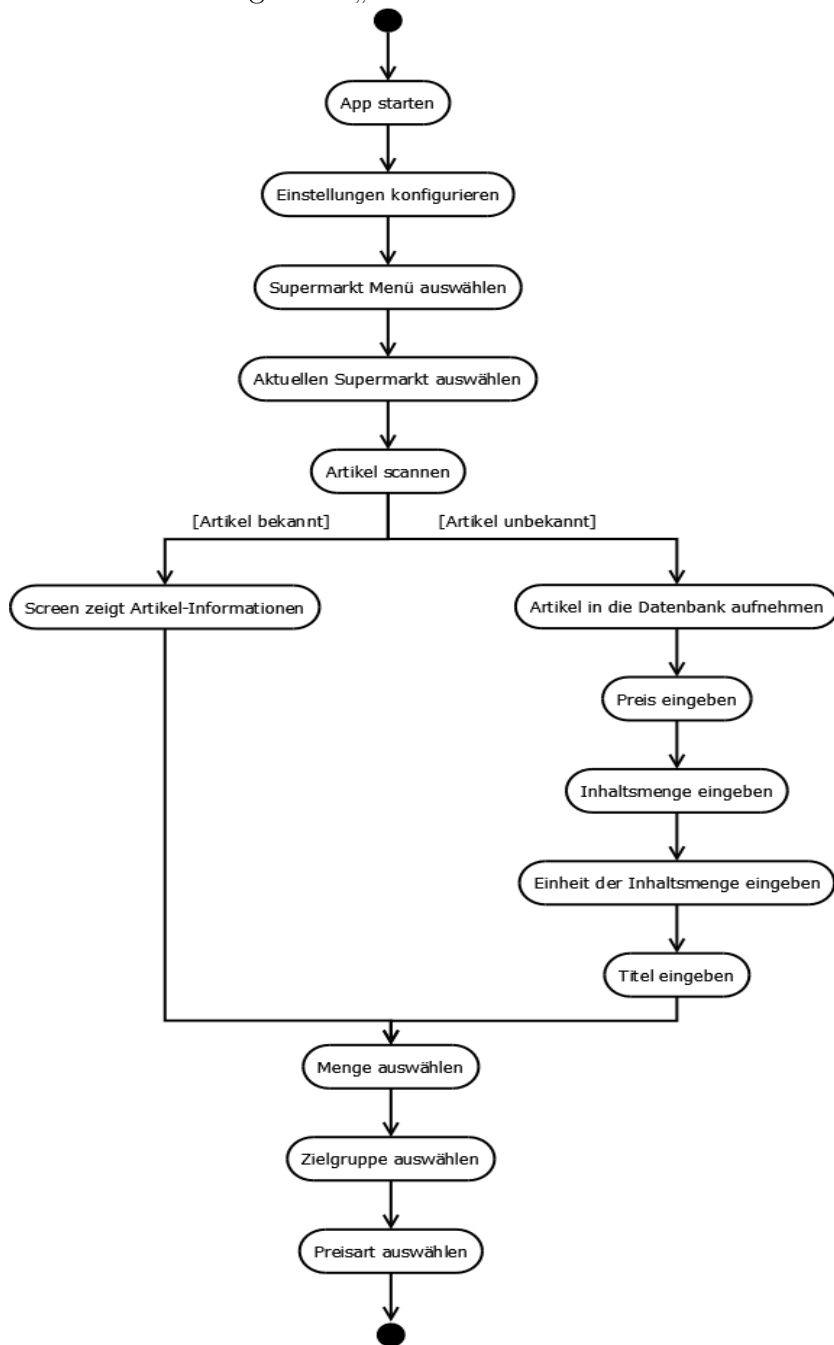 App starten
Einstellungen konfigurieren
Supermarkt Menü auswählen
Aktuellen Supermarkt auswählen
Artikel scannen
[Artikel bekannt] [Artikel unbekannt]
Screen zeigt Artikel-Informationen
Artikel in die Datenbank aufnehmen
Preis eingeben
Inhaltsmenge eingeben
Einheit der Inhaltsmenge eingeben
Titel eingeben
Menge auswählen
Zielgruppe auswählen
Preisart auswählen